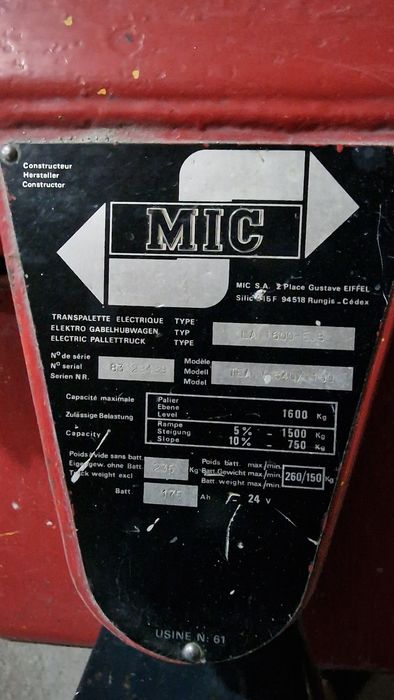 Constructeur
Hersteller
Constructor
MIC
MIC S.A. 2 Place Gustave EIFFEL
Silic 315F 94518 Rungis-Cédex
TRANSPALETTE ELECTRIQUE TYPE
ELEKTRO GABELHUBWAGEN TYP
ELECTRIC PALLETTRUCK TYPE
N° de série
N° serial
Serien NR.
Modèle
Modell
Model
Capacité maximale
Zulässige Belastung
Capacity
Palier
Ebene
Level
1600 Kg
Rampe
Steigung 5% - 1500 Kg
Slope 10% - 750 Kg
Poids à vide sans batt.
Eigengew. ohne Batt.
Truck weight excl
235 Kg
Poids batt. max/min.
Batt. Gewicht max/min.
Batt. weight max/min.
260/150 Kg
Batt. 175 Ah - 24 v
USINE N: 61